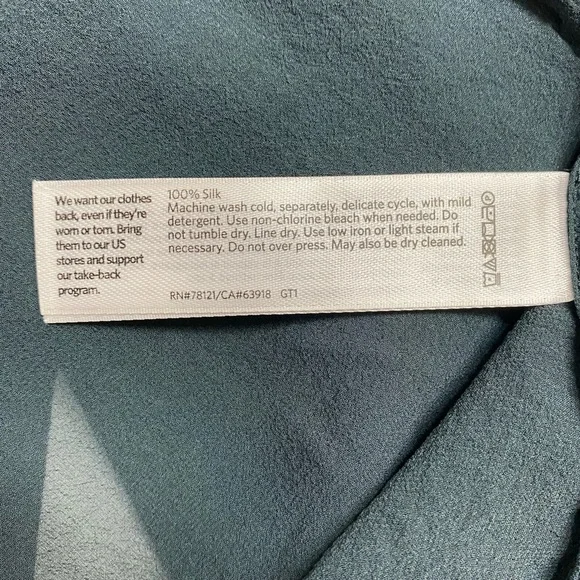 We want our clothes
back, even if they're
worn or torn. Bring
them to our US
stores and support
our take-back
program.
100% Silk
Machine wash cold, separately, delicate cycle, with mild
detergent. Use non-chlorine bleach when needed. Do
not tumble dry. Line dry. Use low iron or light steam if
necessary. Do not over press. May also be dry cleaned.
RN#78121/CA#63918 GT1